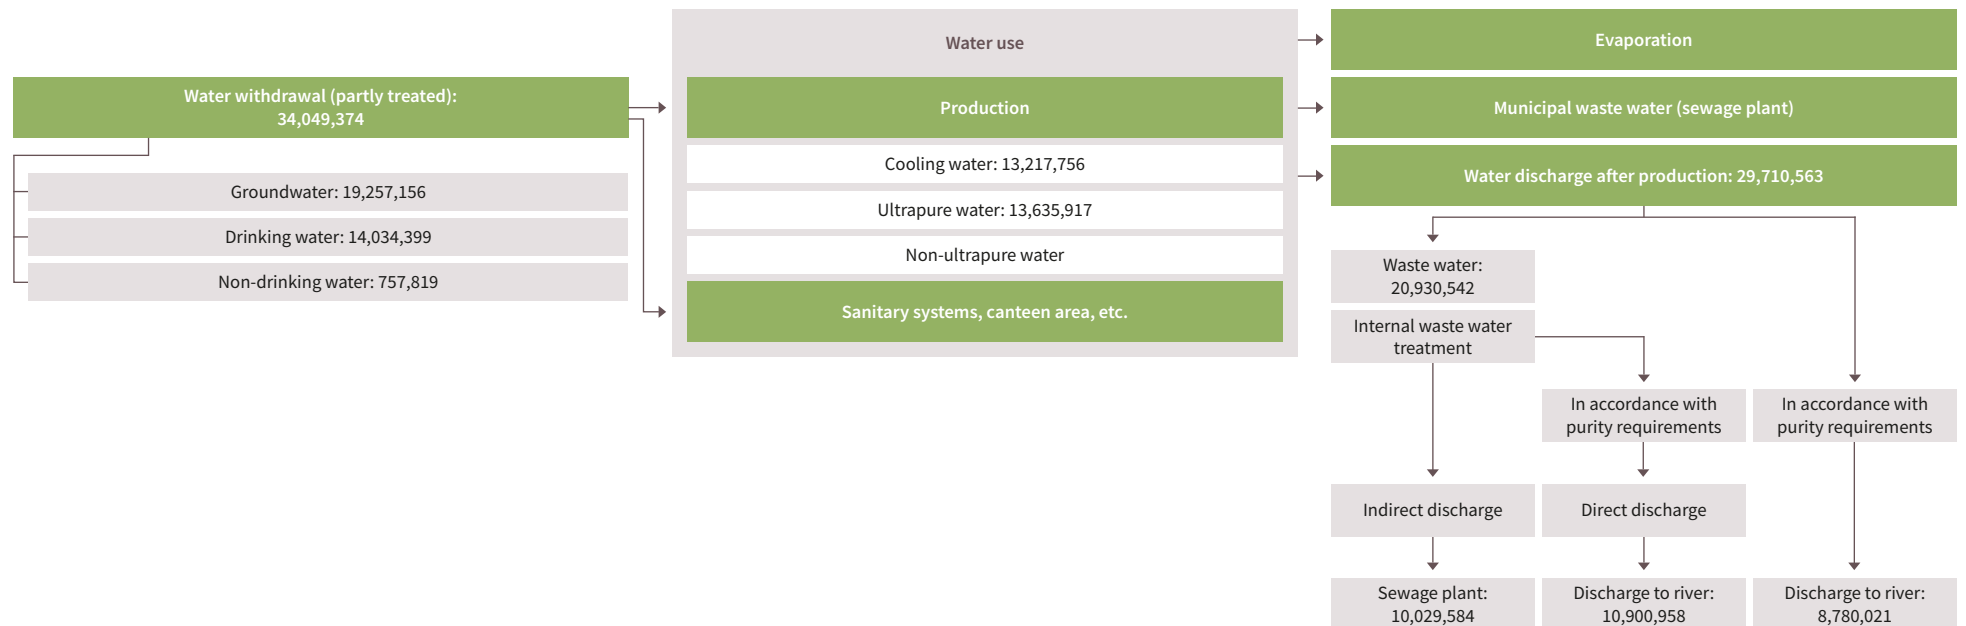 Water withdrawal (partly treated):
34,049,374
Groundwater: 19,257,156
Drinking water: 14,034,399
Non-drinking water: 757,819
Water use
Production
Cooling water: 13,217,756
Ultrapure water: 13,635,917
Non-ultrapure water
Sanitary systems, canteen area, etc.
Evaporation
Municipal waste water (sewage plant)
Water discharge after production: 29,710,563
Waste water:
20,930,542
Internal waste water
treatment
In accordance with
purity requirements
In accordance with
purity requirements
Indirect discharge
Direct discharge
Sewage plant:
10,029,584
Discharge to river:
10,900,958
Discharge to river:
8,780,021